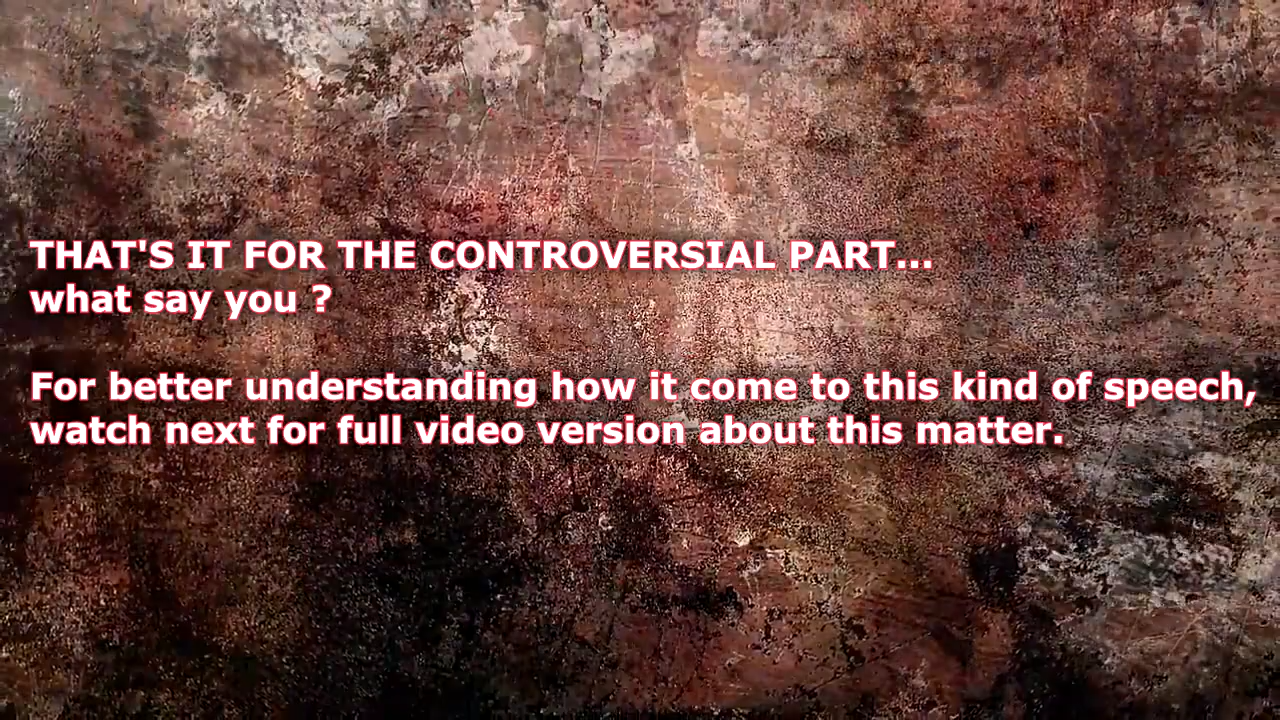 THAT'S IT FOR THE CONTROVERSIAL PART...
what say you ?
For better understanding how it come to this kind of speech,
watch next for full video version about this matter.